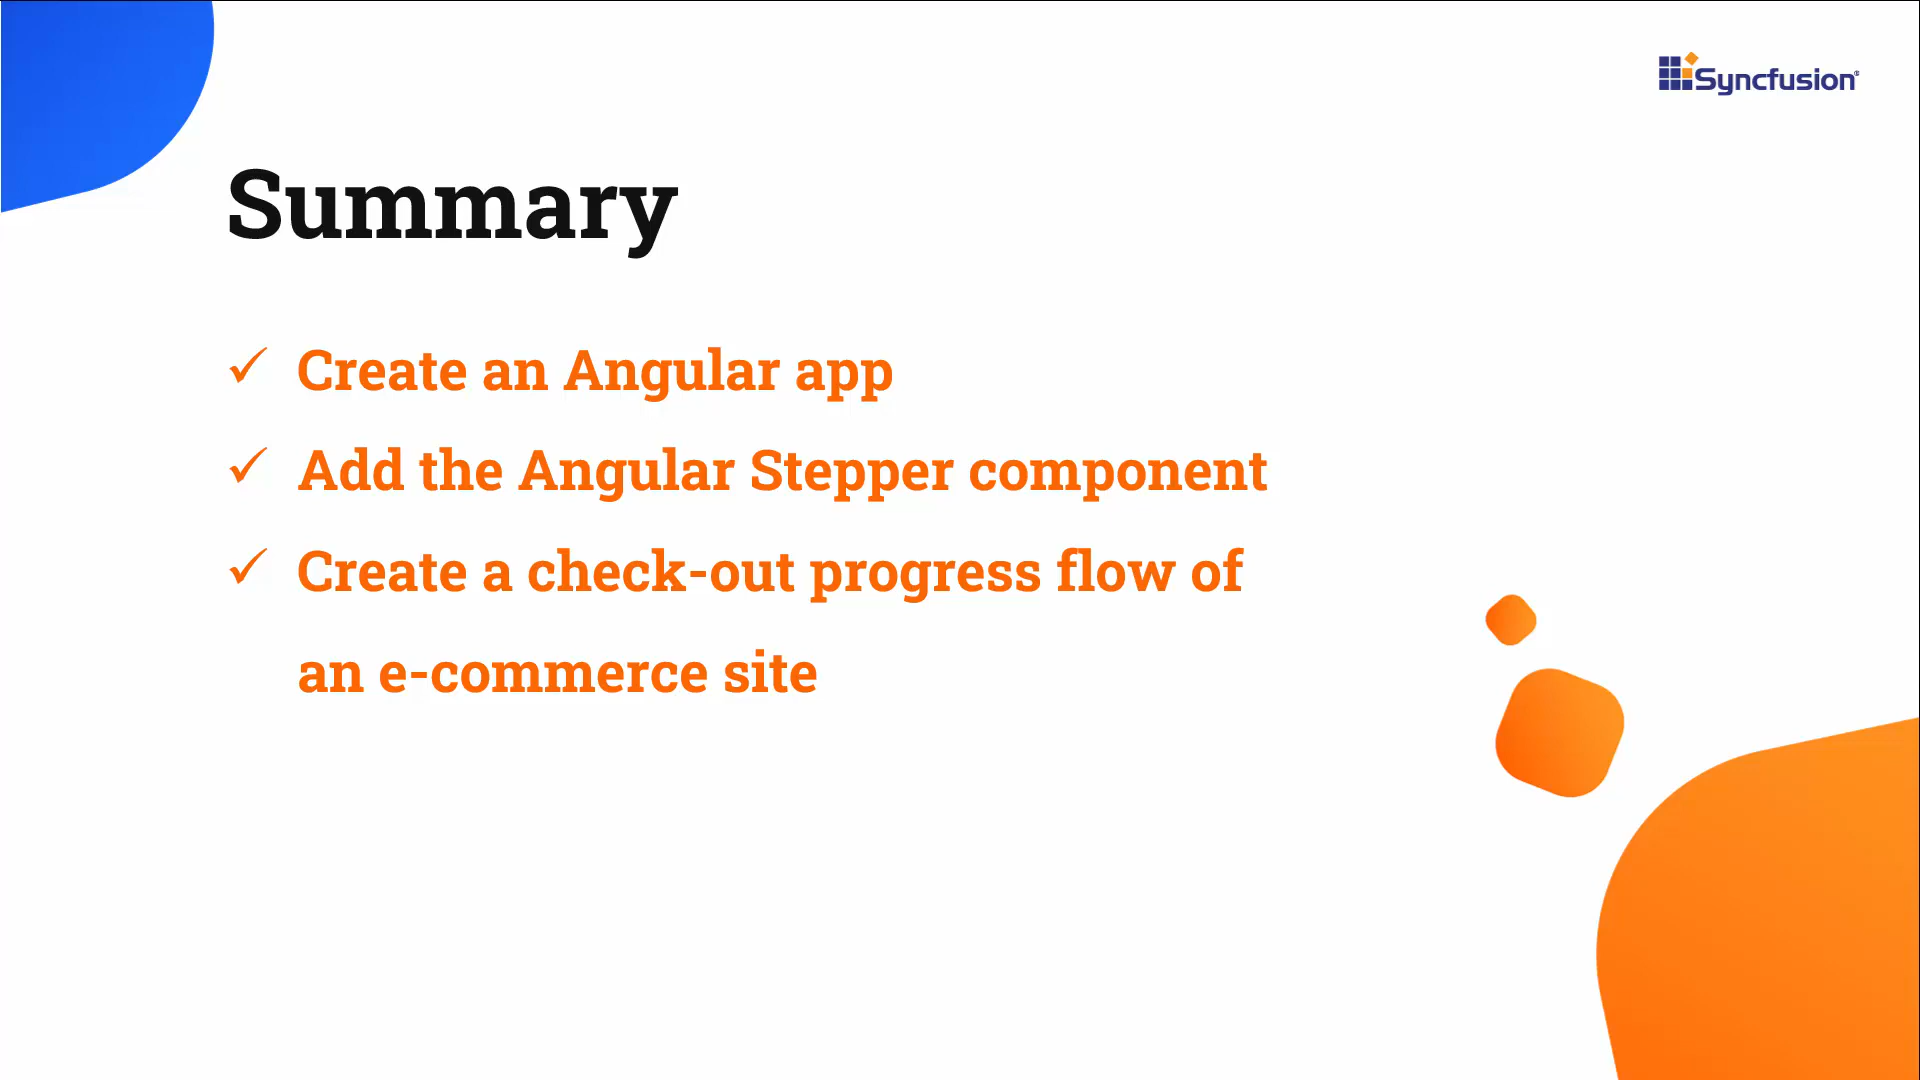 Syncfusion®
Summary
✓ Create an Angular app
✓ Add the Angular Stepper component
✓ Create a check-out progress flow of
an e-commerce site